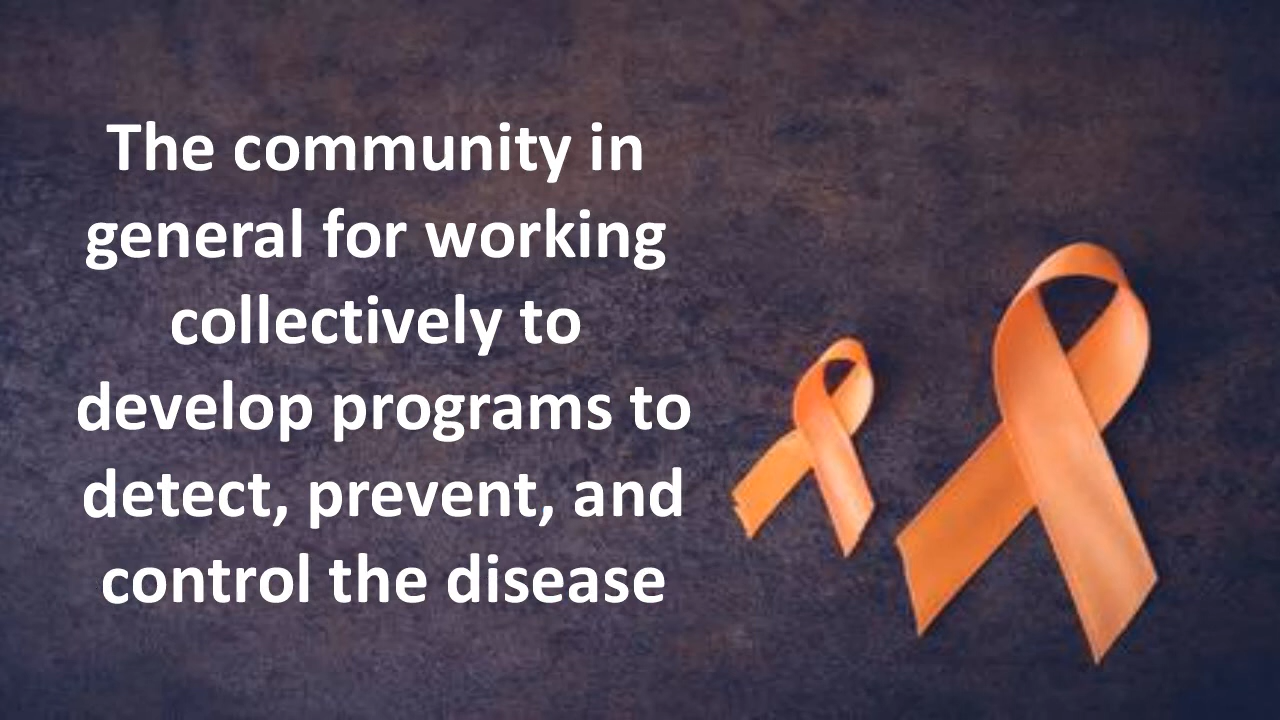 The community in
general for working
collectively to
develop programs to
detect, prevent, and
control the disease